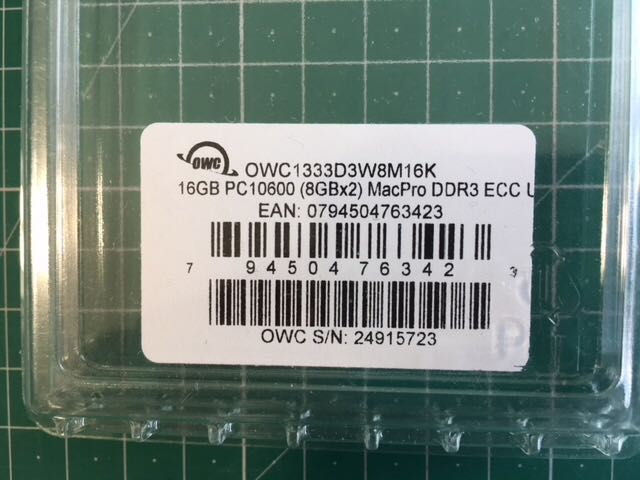 OWC
OWC1333D3W8M16K
16GB PC10600 (8GBx2) MacPro DDR3 ECC U
EAN: 0794504763423
7 94504 76342 3
OWC S/N: 24915723